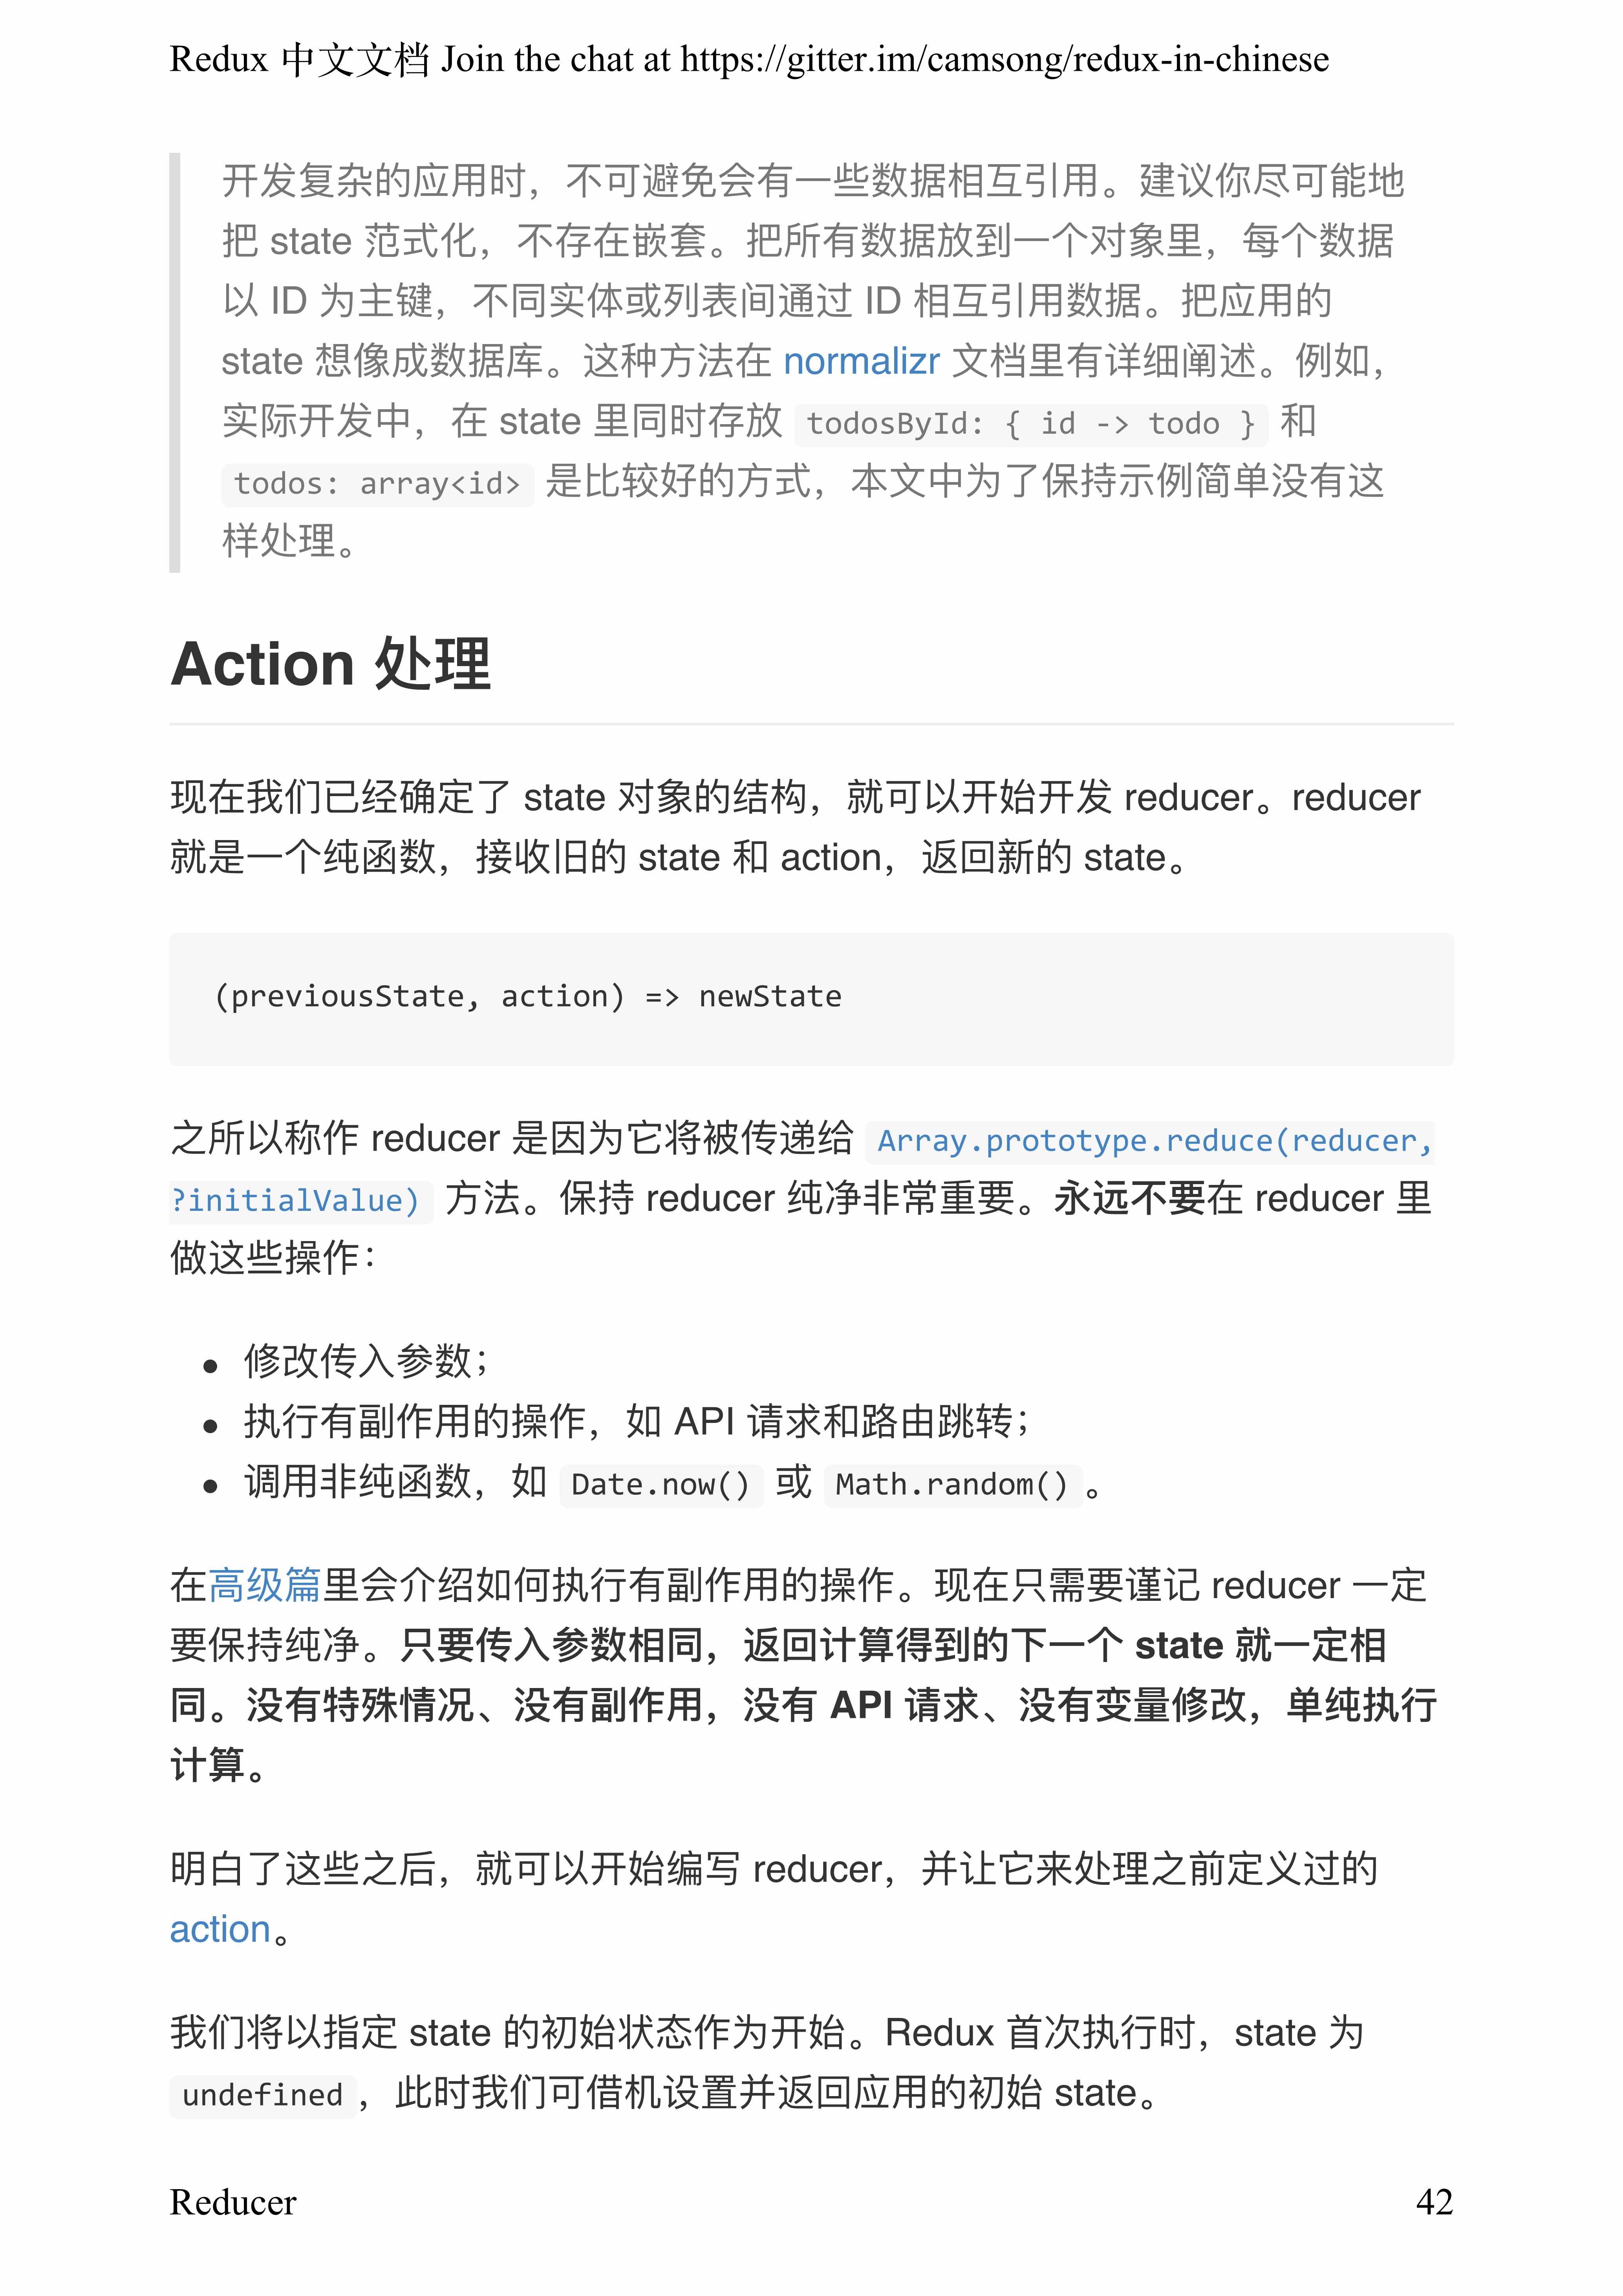 Redux 中文文档 Join the chat at https://gitter.im/camsong/redux-in-chinese
开发复杂的应用时，不可避免会有一些数据相互引用。建议你尽可能地
把 state 范式化，不存在嵌套。把所有数据放到一个对象里，每个数据
以 ID 为主键，不同实体或列表间通过 ID 相互引用数据。把应用的
state 想像成数据库。这种方法在 normalizr 文档里有详细阐述。例如，
实际开发中，在 state 里同时存放 todosById: { id -> todo } 和
todos: array<id> 是比较好的方式，本文中为了保持示例简单没有这
样处理。
Action 处理
现在我们已经确定了 state 对象的结构，就可以开始开发 reducer。reducer
就是一个纯函数，接收旧的 state 和 action，返回新的 state。
(previousState, action) => newState
之所以称作 reducer 是因为它将被传递给 Array.prototype.reduce(reducer,
?initialValue) 方法。保持 reducer 纯净非常重要。永远不要在 reducer 里
做这些操作：
● 修改传入参数；
● 执行有副作用的操作，如 API 请求和路由跳转；
● 调用非纯函数，如 Date.now() 或 Math.random() 。
在高级篇里会介绍如何执行有副作用的操作。现在只需要谨记 reducer 一定
要保持纯净。只要传入参数相同，返回计算得到的下一个 state 就一定相
同。没有特殊情况、没有副作用，没有 API 请求、没有变量修改，单纯执行
计算。
明白了这些之后，就可以开始编写 reducer，并让它来处理之前定义过的
action。
我们将以指定 state 的初始状态作为开始。Redux 首次执行时，state 为
undefined ，此时我们可借机设置并返回应用的初始 state。
Reducer 42